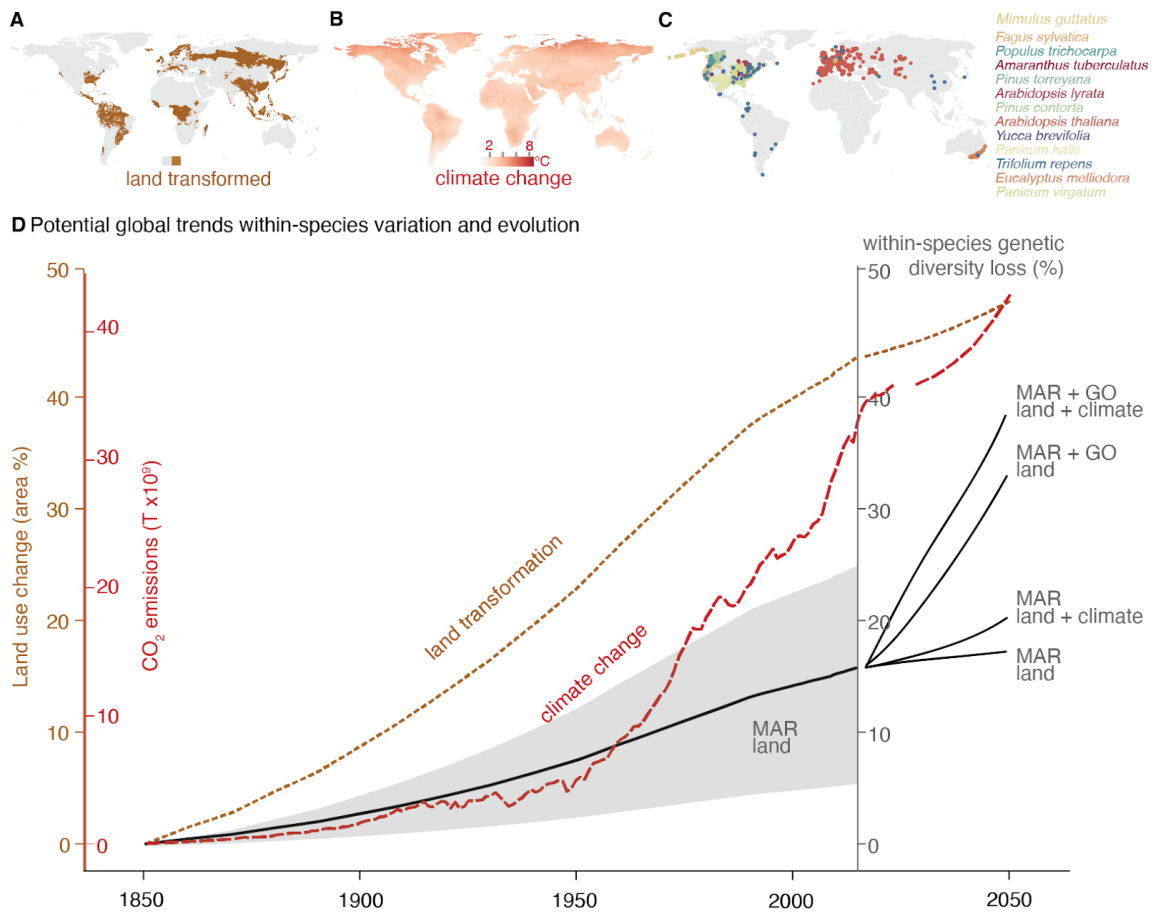 A
B
C
land transformed
2 8
°C
climate change
Mimulus guttatus
Fagus sylvatica
Populus trichocarpa
Amaranthus tuberculatus
Pinus torreyana
Arabidopsis lyrata
Pinus contorta
Arabidopsis thaliana
Yucca brevifolia
Panicum hallii
Trifolium repens
Eucalyptus melliodora
Panicum virgatum
D Potential global trends within-species variation and evolution
within-species genetic
diversity loss (%)
50
40
30
20
10
0
Land use change (area %)
40
30
20
10
0
CO₂ emissions (T x10⁹)
land transformation
climate change
MAR
land
50
40
30
20
10
0
MAR + GO
land + climate
MAR + GO
land
MAR
land + climate
MAR
land
1850
1900
1950
2000
2050